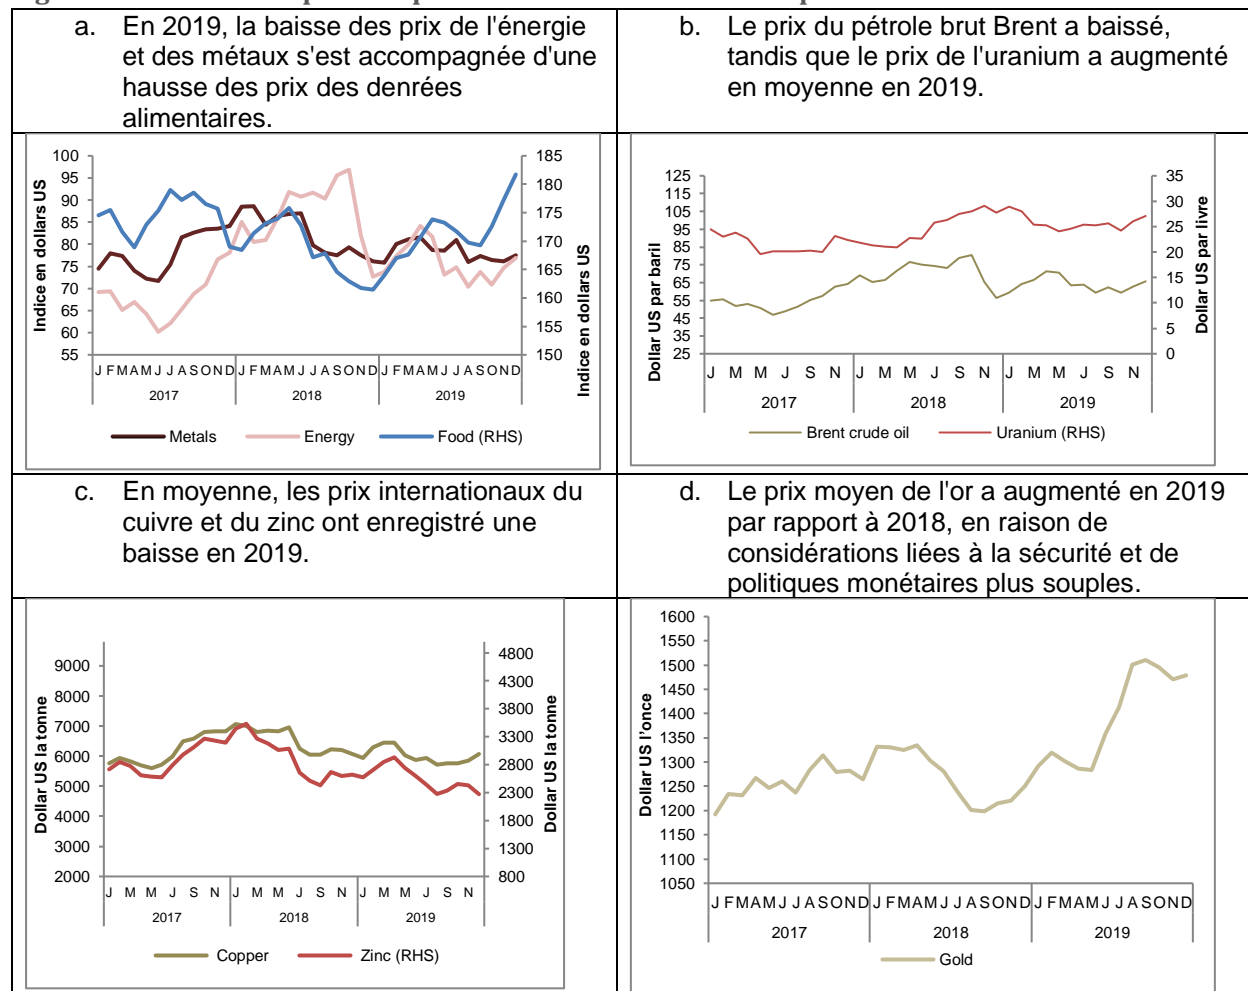 a. En 2019, la baisse des prix de l'énergie
et des métaux s'est accompagnée d'une
hausse des prix des denrées
alimentaires.
b. Le prix du pétrole brut Brent a baissé,
tandis que le prix de l'uranium a augmenté
en moyenne en 2019.
100
95
90
85
80
75
70
65
60
55
Indice en dollars US
185
180
175
170
165
160
155
150
Indice en dollars US
J F M A M J J A S O N D J F M A M J J A S O N D J F M A M J J A S O N D
2017 2018 2019
Metals Energy Food (RHS)
125
115
105
95
85
75
65
55
45
35
25
Dollar US par baril
35
30
25
20
15
10
5
0
Dollar US par livre
J M M J S N J M M J S N J M M J S N
2017 2018 2019
Brent crude oil Uranium (RHS)
c. En moyenne, les prix internationaux du
cuivre et du zinc ont enregistré une
baisse en 2019.
d. Le prix moyen de l'or a augmenté en 2019
par rapport à 2018, en raison de
considérations liées à la sécurité et de
politiques monétaires plus souples.
9000
8000
7000
6000
5000
4000
3000
2000
Dollar US la tonne
4800
4300
3800
3300
2800
2300
1800
1300
800
Dollar US la tonne
J M M J S N J M M J S N J M M J S N
2017 2018 2019
Copper Zinc (RHS)
1600
1550
1500
1450
1400
1350
1300
1250
1200
1150
1100
1050
Dollar US l'once
J F M A M J J A S O N D J F M A M J J A S O N D J F M A M J J A S O N D
2017 2018 2019
Gold